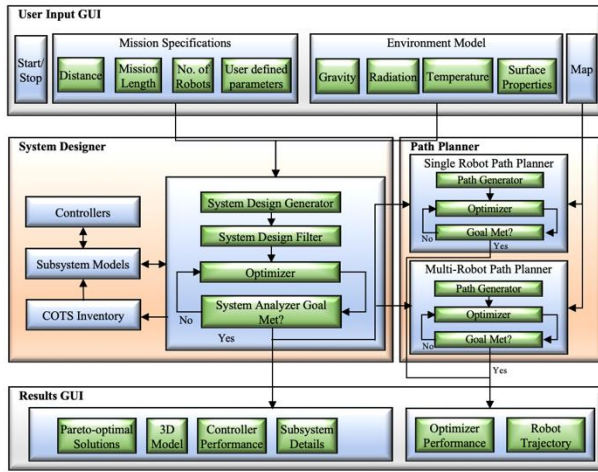 User Input GUI
Start/
Stop
Mission Specifications
Distance
Mission
Length
No. of
Robots
User defined
parameters
Environment Model
Gravity
Radiation
Temperature
Surface
Properties
Map
System Designer
Controllers
Subsystem Models
COTS Inventory
System Design Generator
System Design Filter
Optimizer
System Analyzer Goal
Met?
No
Yes
Path Planner
Single Robot Path Planner
Path Generator
Optimizer
Goal Met?
No
Yes
Multi-Robot Path Planner
Path Generator
Optimizer
Goal Met?
No
Yes
Results GUI
Pareto-optimal
Solutions
3D
Model
Controller
Performance
Subsystem
Details
Optimizer
Performance
Robot
Trajectory